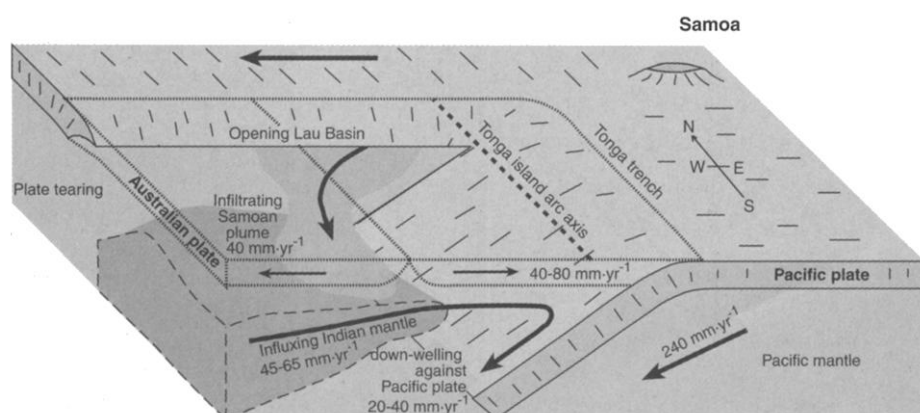 Samoa
Opening Lau Basin
Tonga island arc axis
Tonga trench
N
W E
S
Plate tearing
Australian plate
Infiltrating
Samoan
plume
40 mm·yr-1
40-80 mm·yr-1
Pacific plate
Influxing Indian mantle
45-65 mm·yr-1
down-welling
against
Pacific plate
20-40 mm·yr-1
240 mm·yr-1
Pacific mantle